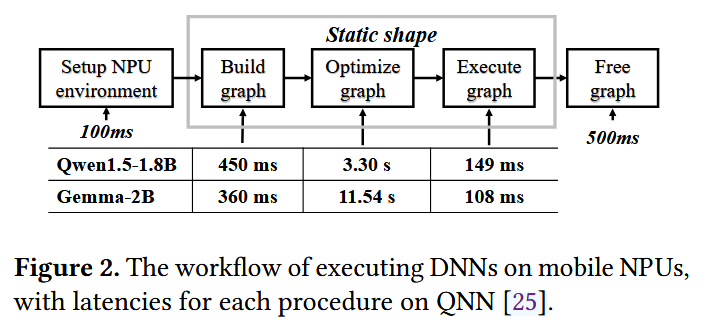 Static shape
Setup NPU environment
Build graph
Optimize graph
Execute graph
Free graph
100ms
500ms
Qwen1.5-1.8B 450 ms 3.30 s 149 ms
Gemma-2B 360 ms 11.54 s 108 ms
Figure 2. The workflow of executing DNNs on mobile NPUs,
with latencies for each procedure on QNN [25].